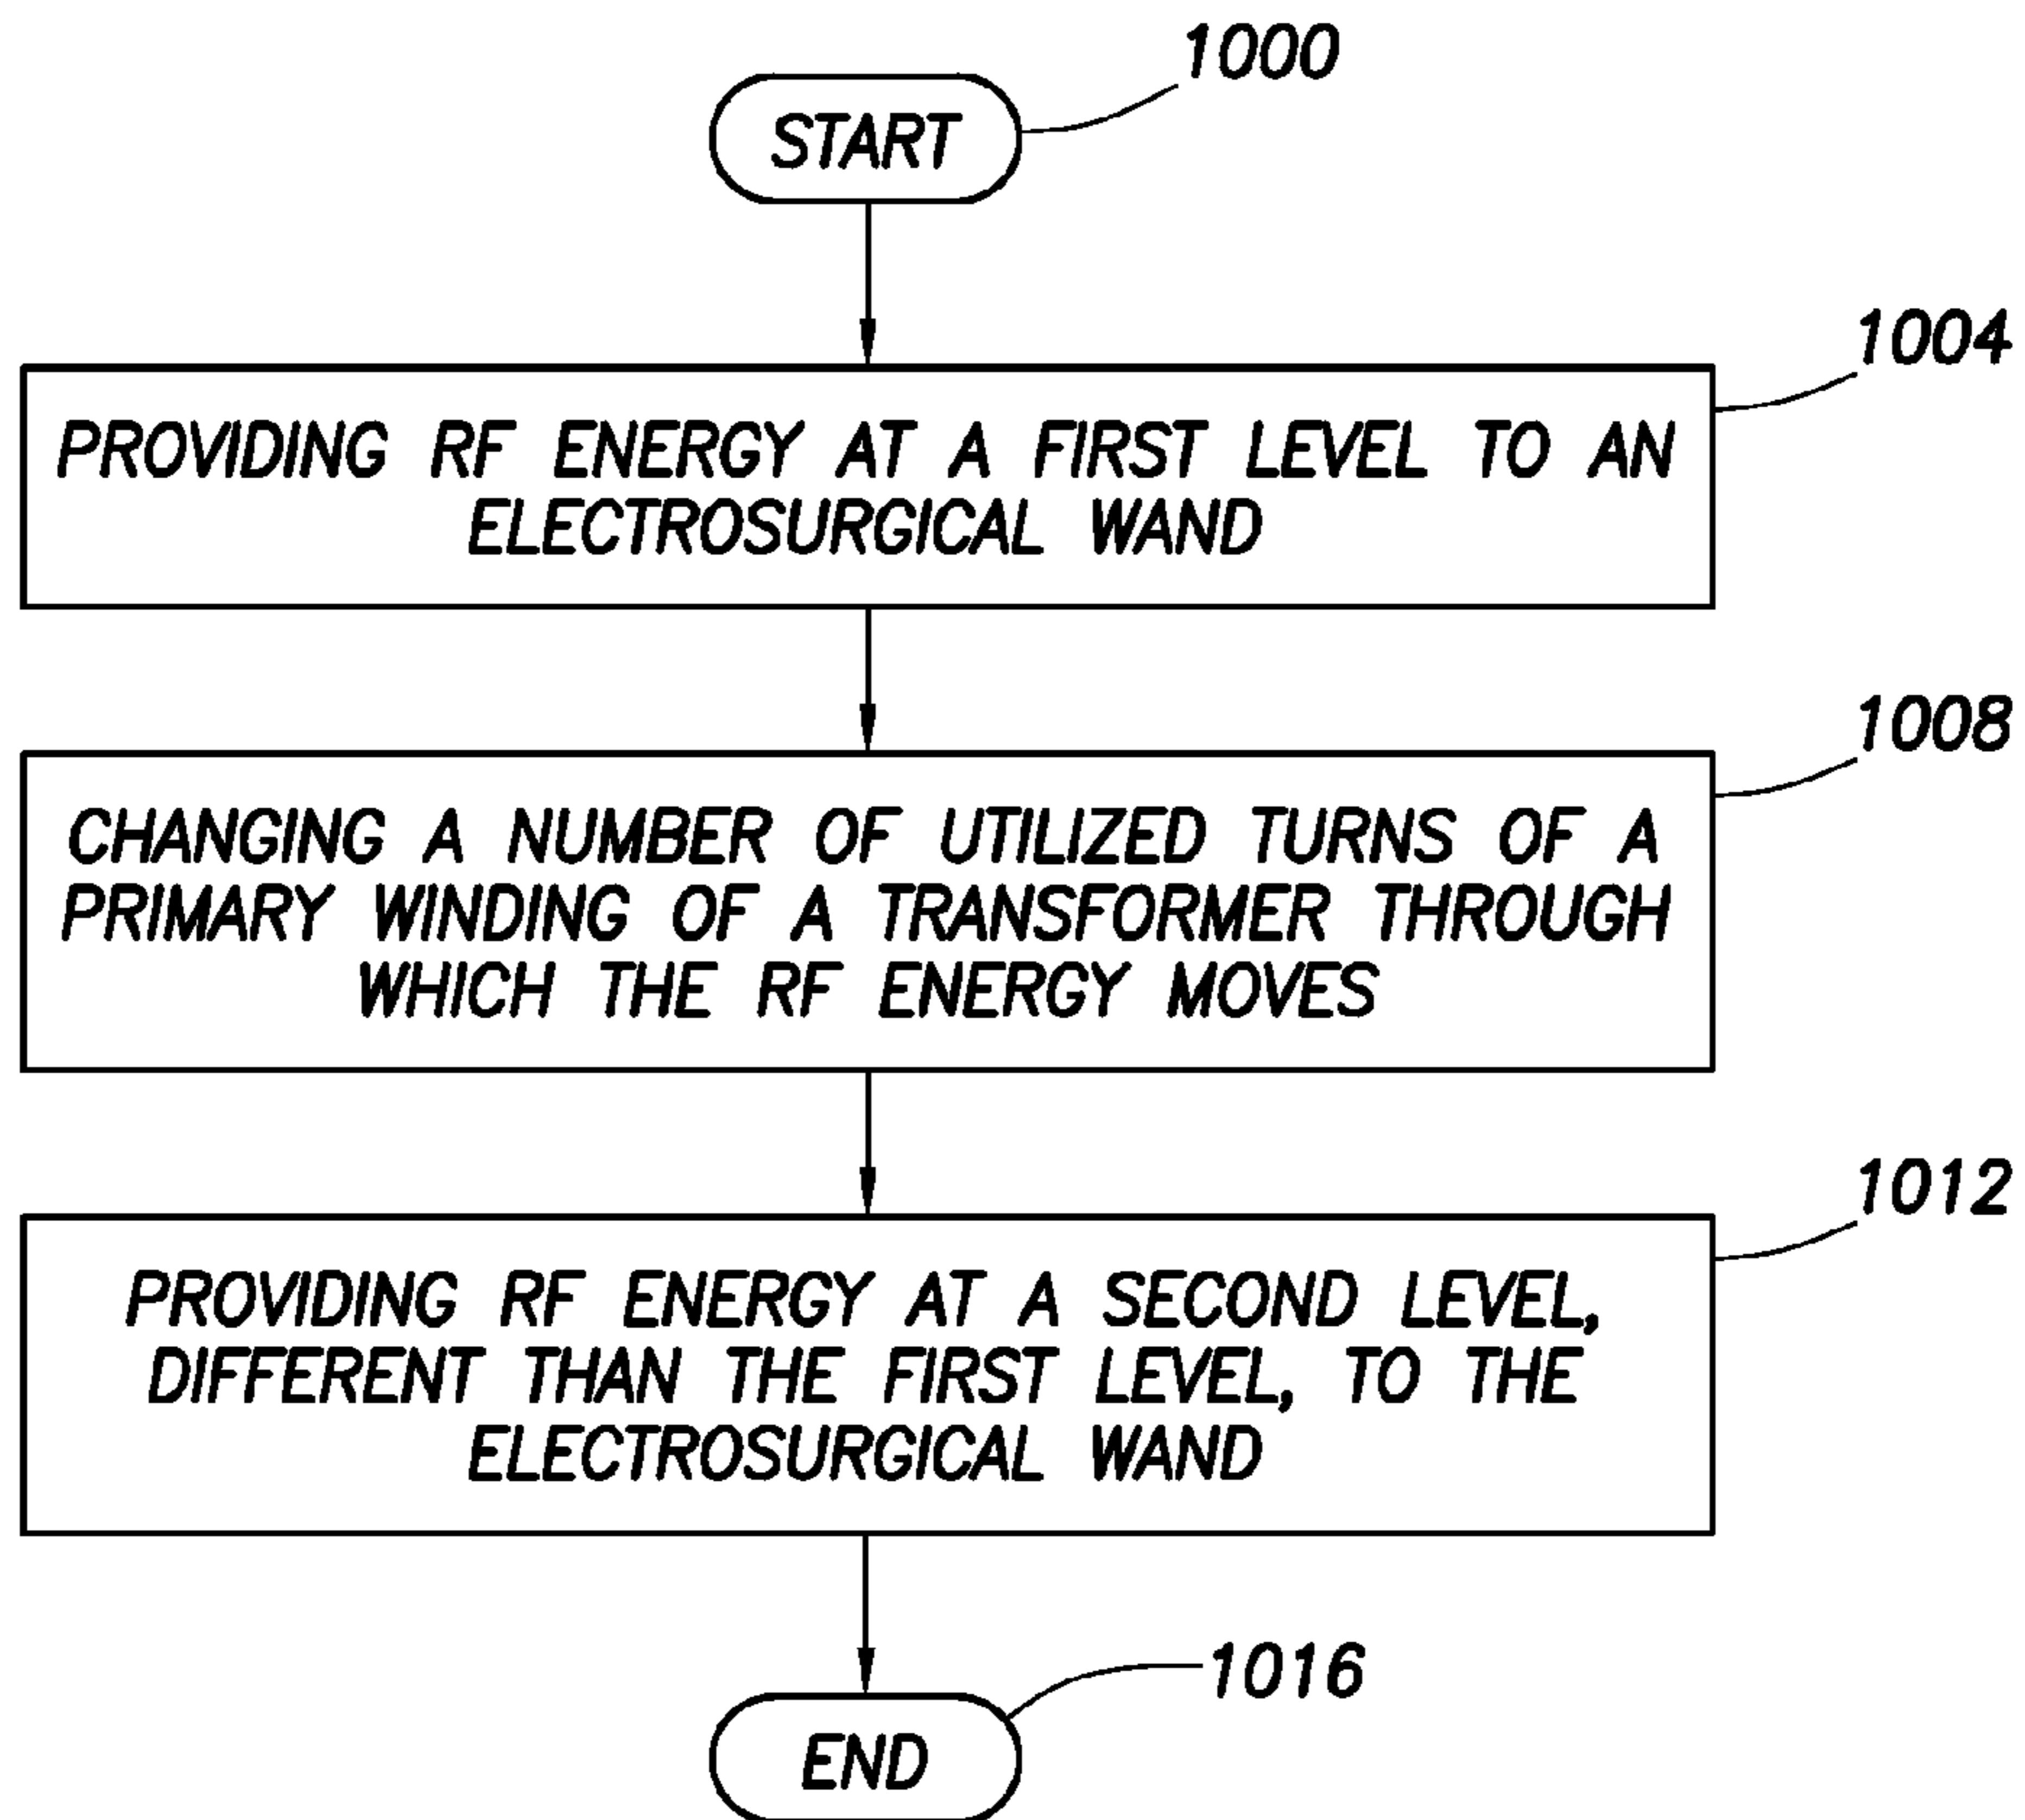 1000
START
1004
PROVIDING RF ENERGY AT A FIRST LEVEL TO AN
ELECTROSURGICAL WAND
1008
CHANGING A NUMBER OF UTILIZED TURNS OF A
PRIMARY WINDING OF A TRANSFORMER THROUGH
WHICH THE RF ENERGY MOVES
1012
PROVIDING RF ENERGY AT A SECOND LEVEL,
DIFFERENT THAN THE FIRST LEVEL, TO THE
ELECTROSURGICAL WAND
1016
END